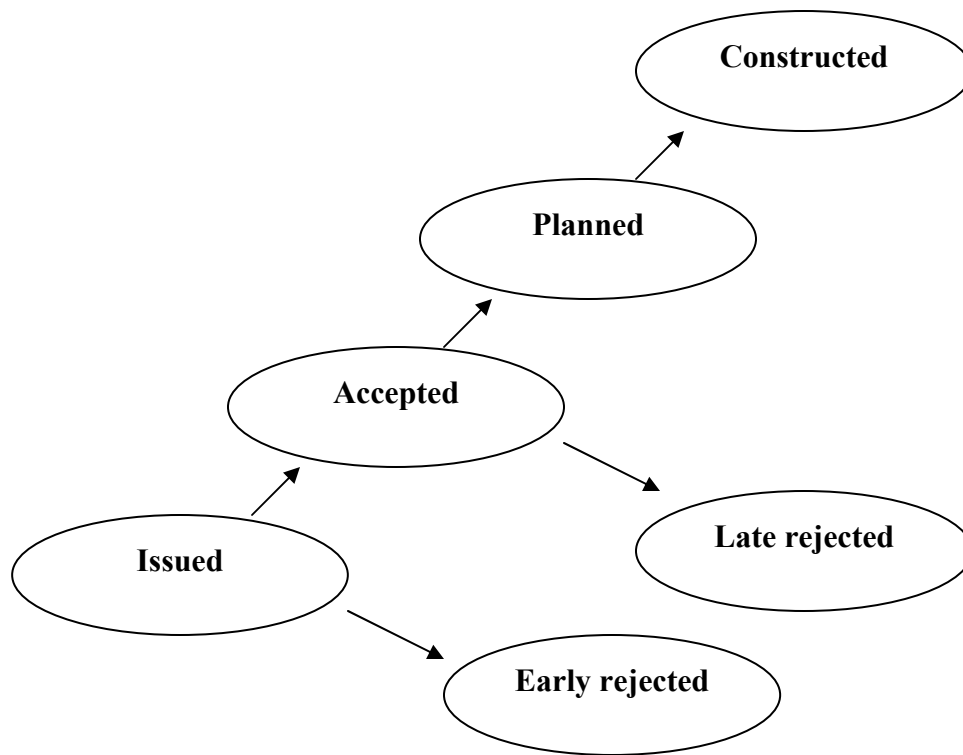 Constructed
Planned
Accepted
Late rejected
Issued
Early rejected